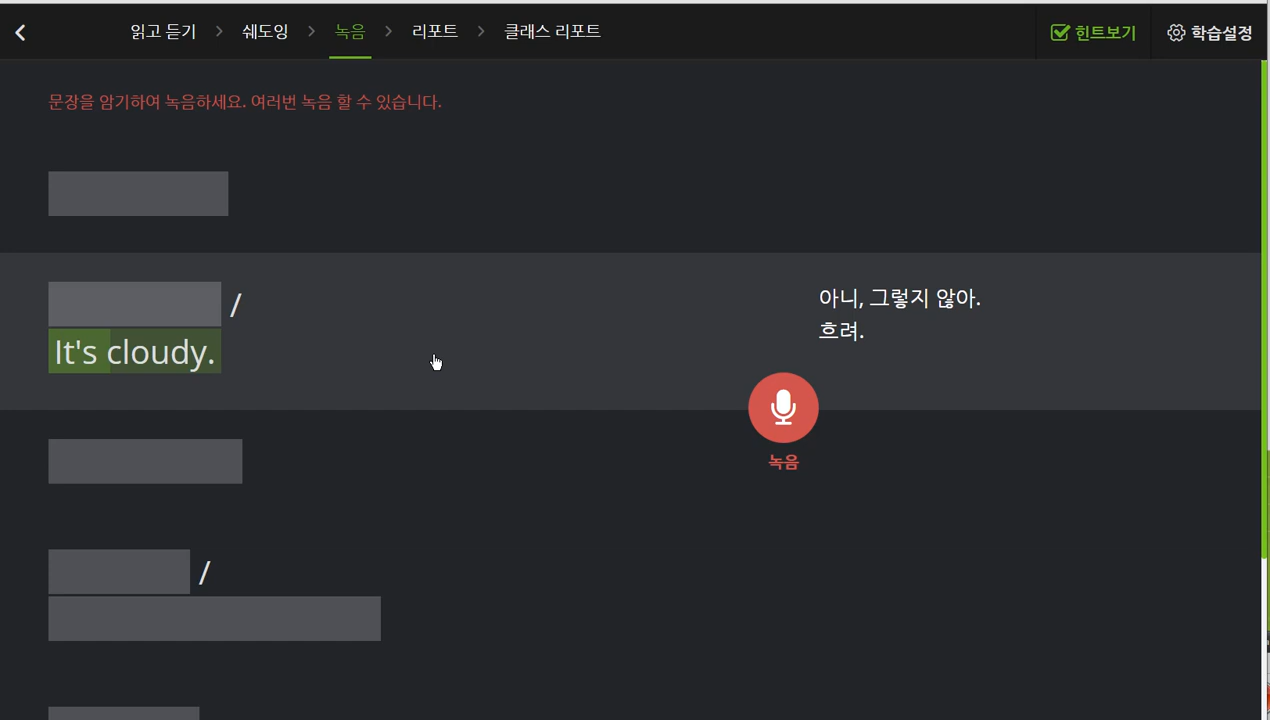 읽고 듣기 > 쉐도잉 > 녹음 > 리포트 > 클래스 리포트
힌트보기
학습설정
문장을 암기하여 녹음하세요. 여러번 녹음 할 수 있습니다.
/
아니, 그렇지 않아.
It's cloudy.
흐려.
녹음
/